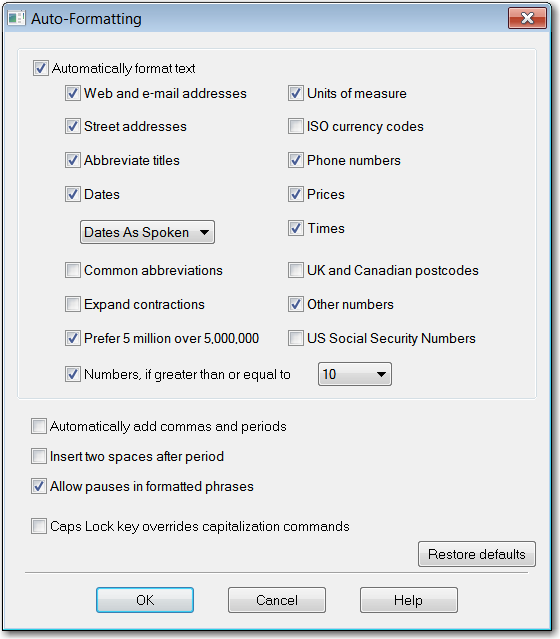 Auto-Formatting
Automatically format text
Web and e-mail addresses
Units of measure
Street addresses
ISO currency codes
Abbreviate titles
Phone numbers
Dates
Prices
Dates As Spoken
Times
Common abbreviations
UK and Canadian postcodes
Expand contractions
Other numbers
Prefer 5 million over 5,000,000
US Social Security Numbers
Numbers, if greater than or equal to 10
Automatically add commas and periods
Insert two spaces after period
Allow pauses in formatted phrases
Caps Lock key overrides capitalization commands
Restore defaults
OK Cancel Help